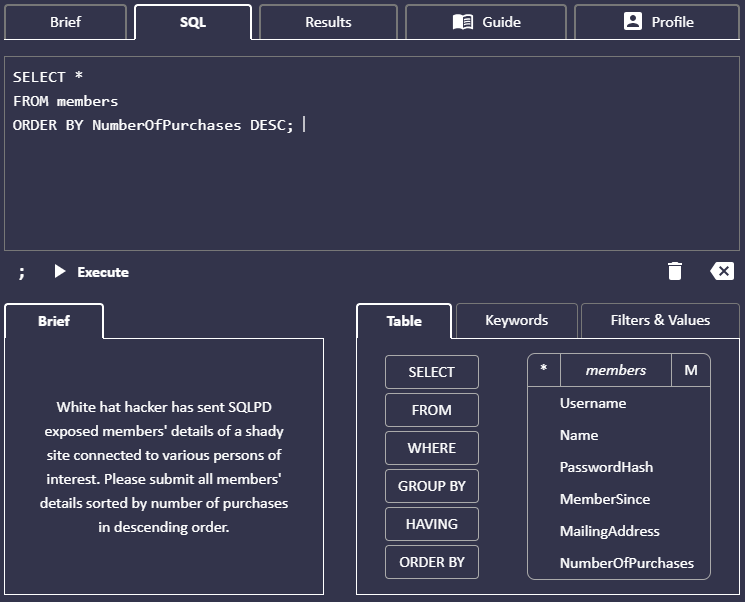 Brief
SQL
Results
Guide
Profile
SELECT *
FROM members
ORDER BY NumberOfPurchases DESC;
;
Execute
Brief
White hat hacker has sent SQLPD
exposed members' details of a shady
site connected to various persons of
interest. Please submit all members'
details sorted by number of purchases
in descending order.
Table
Keywords
Filters & Values
SELECT
FROM
WHERE
GROUP BY
HAVING
ORDER BY
* members M
Username
Name
PasswordHash
MemberSince
MailingAddress
NumberOfPurchases